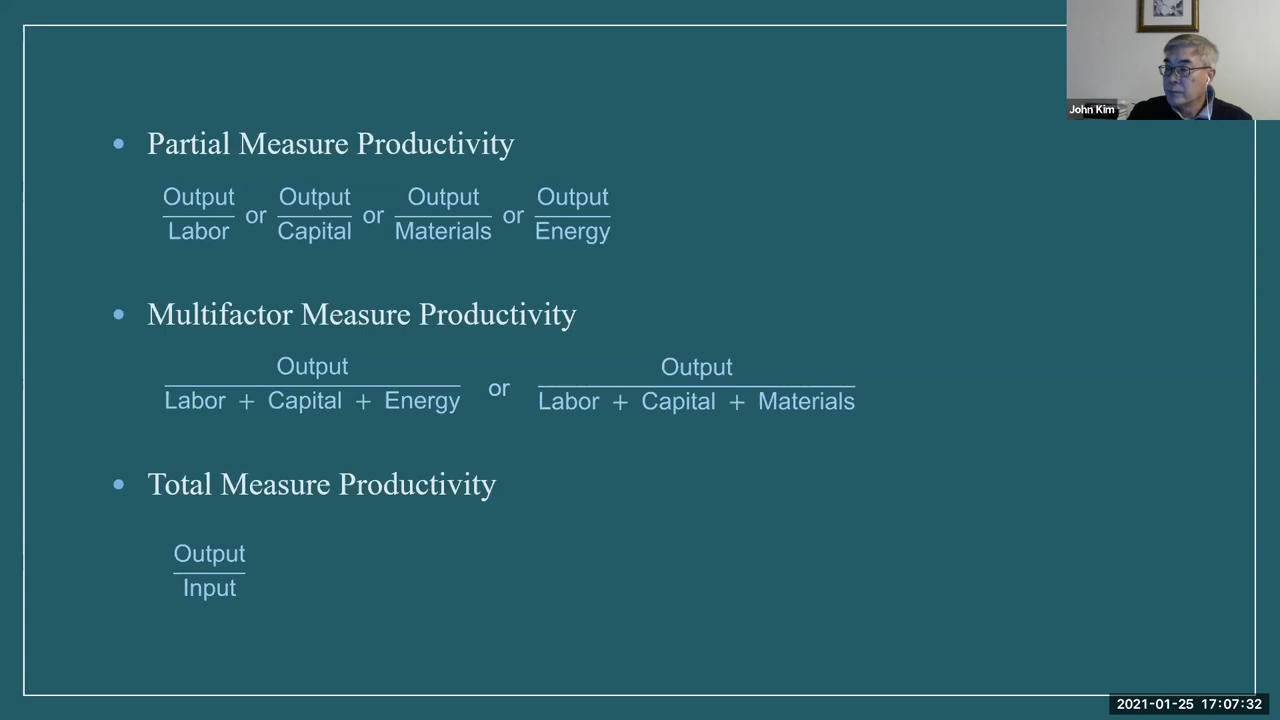 John Kim
• Partial Measure Productivity
Output or Output or Output or Output
Labor Capital Materials Energy
• Multifactor Measure Productivity
Output or Output
Labor + Capital + Energy Labor + Capital + Materials
• Total Measure Productivity
Output
Input
2021-01-25 17:07:32